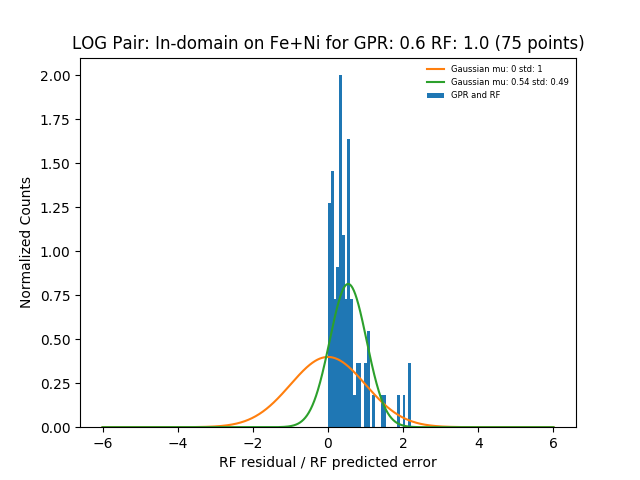 LOG Pair: In-domain on Fe+Ni for GPR: 0.6 RF: 1.0 (75 points)
Gaussian mu: 0 std: 1
Gaussian mu: 0.54 std: 0.49
GPR and RF
Normalized Counts
2.00
1.75
1.50
1.25
1.00
0.75
0.50
0.25
0.00
−6
−4
−2
0
2
4
6
RF residual / RF predicted error